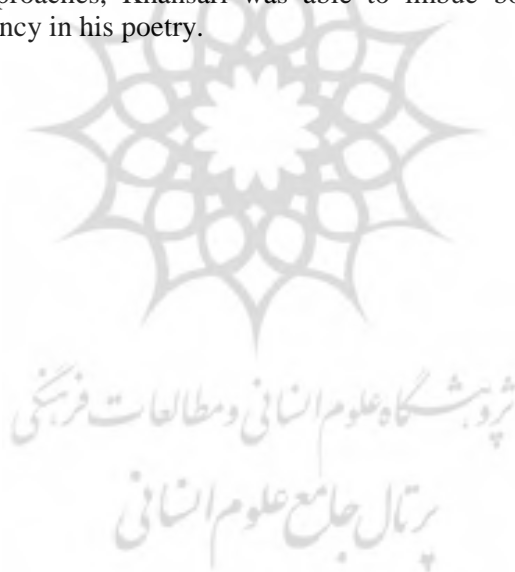 proaches, Khansari was able to imbue bo
ncy in his poetry.
پژوهشگاه علوم انسانی و مطالعات فرهنگی
پرتال جامع علوم انسانی